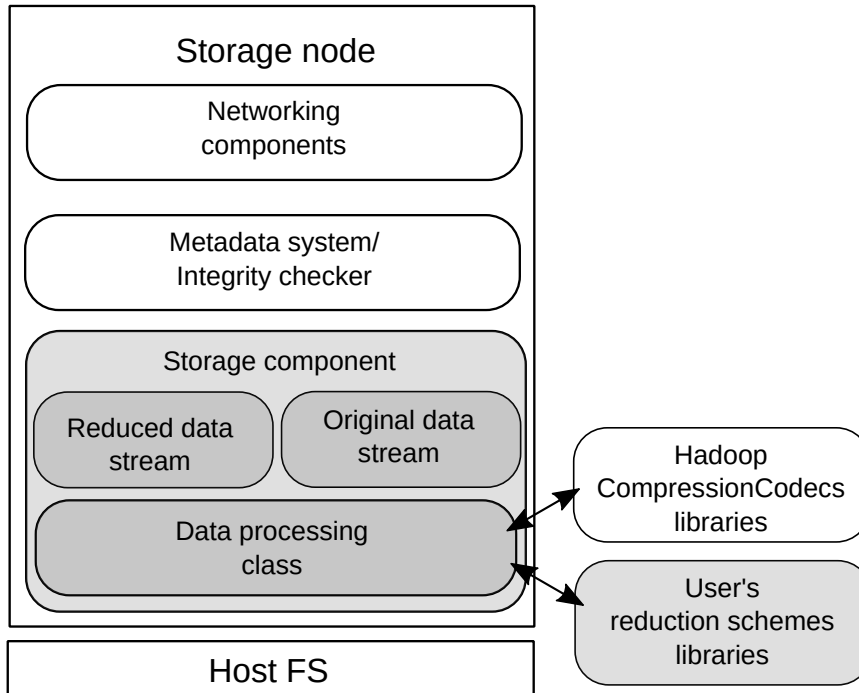 Storage node
Networking
components
Metadata system/
Integrity checker
Storage component
Reduced data
stream
Original data
stream
Data processing
class
Hadoop
CompressionCodecs
libraries
User's
reduction schemes
libraries
Host FS